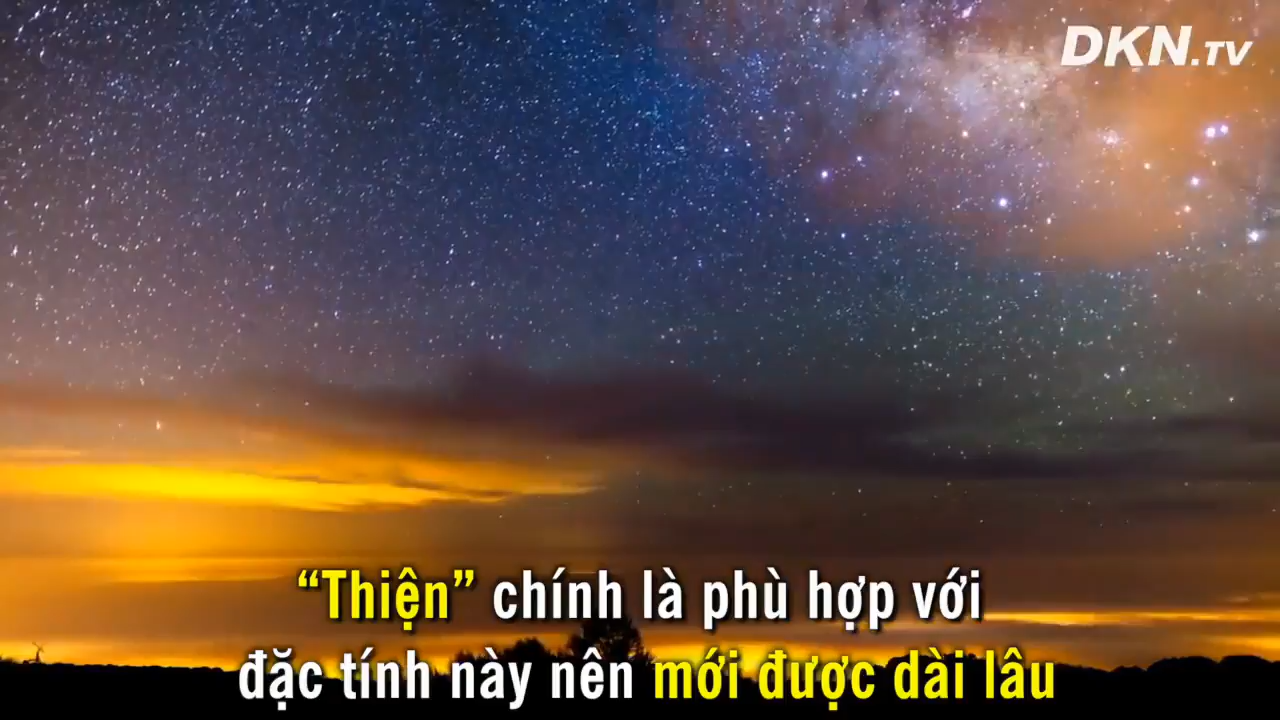 DKN.TV
“Thiện” chính là phù hợp với
đặc tính này nên mới được dài lâu